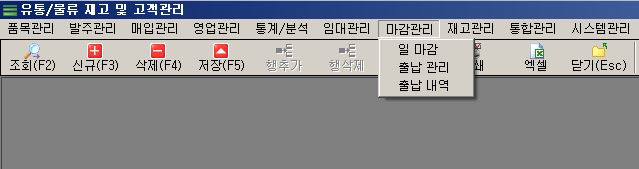 유통/물류 재고 및 고객관리
품목관리 발주관리 매입관리 영업관리 통계/분석 임대관리 마감관리 재고관리 통합관리 시스템관리
조회(F2) 신규(F3) 삭제(F4) 저장(F5) 행추가 행삭제 엑셀 닫기(Esc)
일 마감
출납 관리
출납 내역